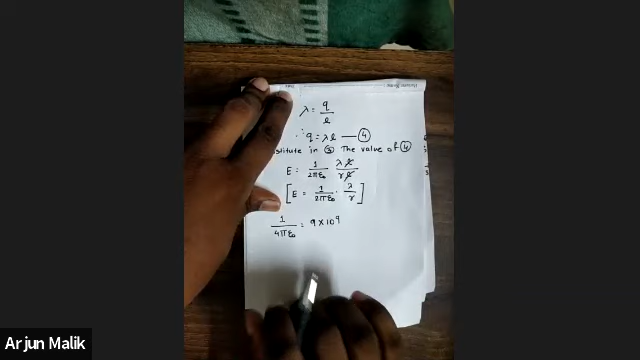 λ = q/l
∴ q = λl —— ④
stitute in ③ The value of ④
E = 1/2πε₀ λl/rl
[E = 1/2πε₀ · λ/r]
1/4πε₀ = 9 × 10⁹
Arjun Malik